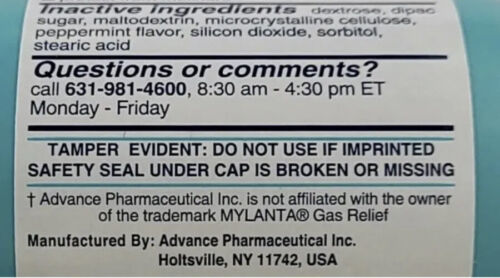 Inactive Ingredients dextrose, dipac
sugar, maltodextrin, microcrystalline cellulose,
peppermint flavor, silicon dioxide, sorbitol,
stearic acid
Questions or comments?
call 631-981-4600, 8:30 am - 4:30 pm ET
Monday - Friday
TAMPER EVIDENT: DO NOT USE IF IMPRINTED
SAFETY SEAL UNDER CAP IS BROKEN OR MISSING
† Advance Pharmaceutical Inc. is not affiliated with the owner
of the trademark MYLANTA® Gas Relief
Manufactured By: Advance Pharmaceutical Inc.
Holtsville, NY 11742, USA